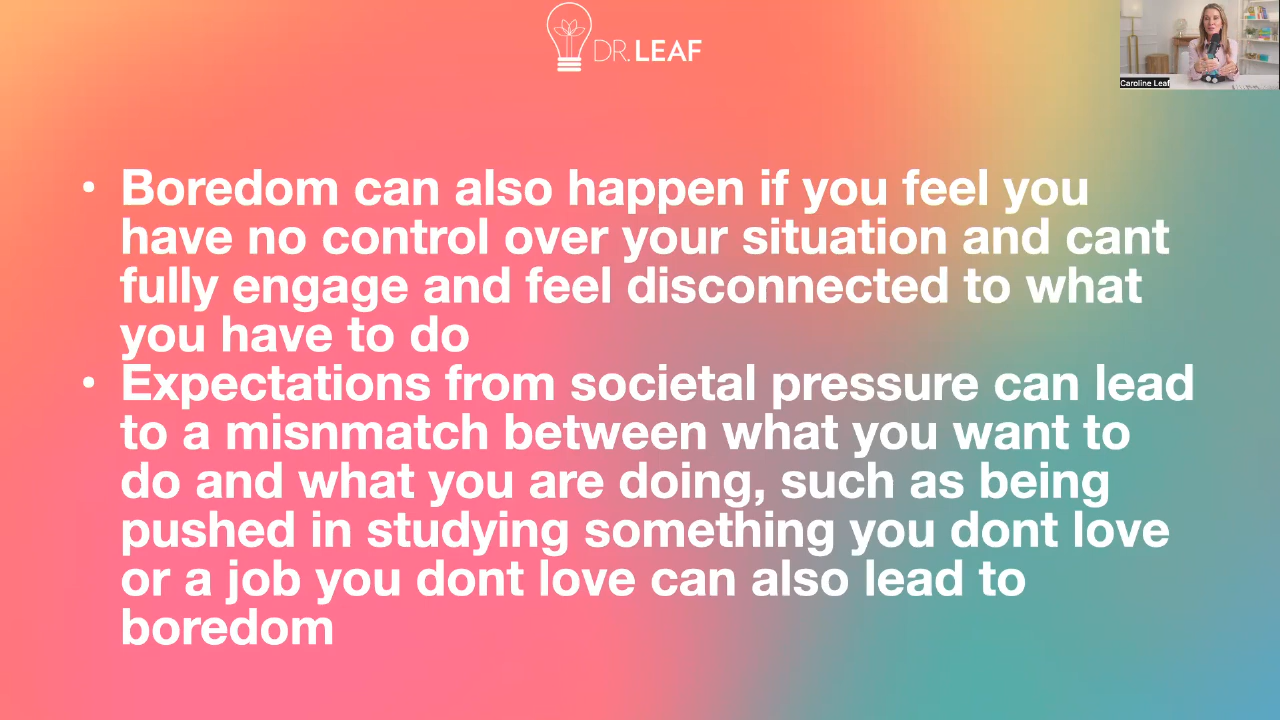 DR. LEAF
Caroline Leaf
• Boredom can also happen if you feel you
have no control over your situation and cant
fully engage and feel disconnected to what
you have to do
• Expectations from societal pressure can lead
to a misnmatch between what you want to
do and what you are doing, such as being
pushed in studying something you dont love
or a job you dont love can also lead to
boredom